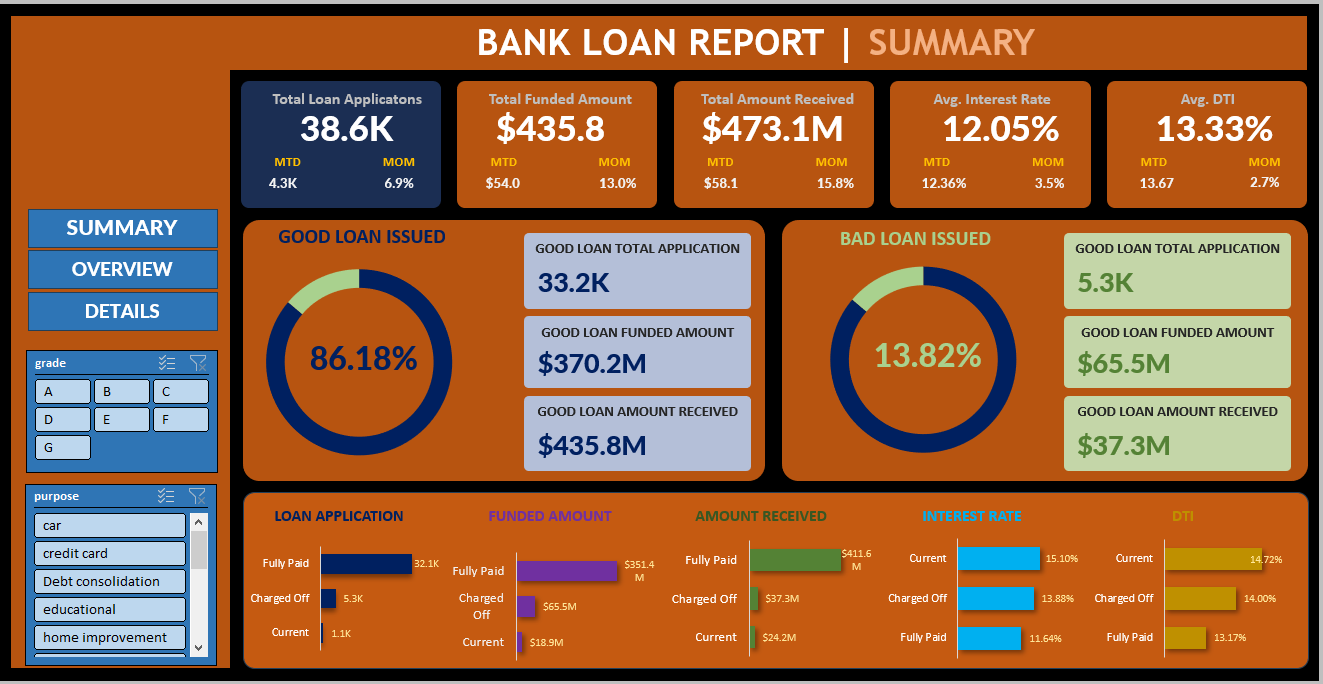 BANK LOAN REPORT | SUMMARY
Total Loan Applicatons
38.6K
MTD MOM
4.3K 6.9%
Total Funded Amount
$435.8
MTD MOM
$54.0 13.0%
Total Amount Received
$473.1M
MTD MOM
$58.1 15.8%
Avg. Interest Rate
12.05%
MTD MOM
12.36% 3.5%
Avg. DTI
13.33%
MTD MOM
13.67 2.7%
SUMMARY
OVERVIEW
DETAILS
grade
A B C
D E F
G
purpose
car
credit card
Debt consolidation
educational
home improvement
GOOD LOAN ISSUED
86.18%
GOOD LOAN TOTAL APPLICATION
33.2K
GOOD LOAN FUNDED AMOUNT
$370.2M
GOOD LOAN AMOUNT RECEIVED
$435.8M
BAD LOAN ISSUED
13.82%
GOOD LOAN TOTAL APPLICATION
5.3K
GOOD LOAN FUNDED AMOUNT
$65.5M
GOOD LOAN AMOUNT RECEIVED
$37.3M
LOAN APPLICATION
Fully Paid 32.1K
Charged Off 5.3K
Current 1.1K
FUNDED AMOUNT
Fully Paid $351.4
M
Charged
Off $65.5M
Current $18.9M
AMOUNT RECEIVED
Fully Paid $411.6
M
Charged Off $37.3M
Current $24.2M
INTEREST RATE
Current 15.10%
Charged Off 13.88%
Fully Paid 11.64%
DTI
Current 14.72%
Charged Off 14.00%
Fully Paid 13.17%